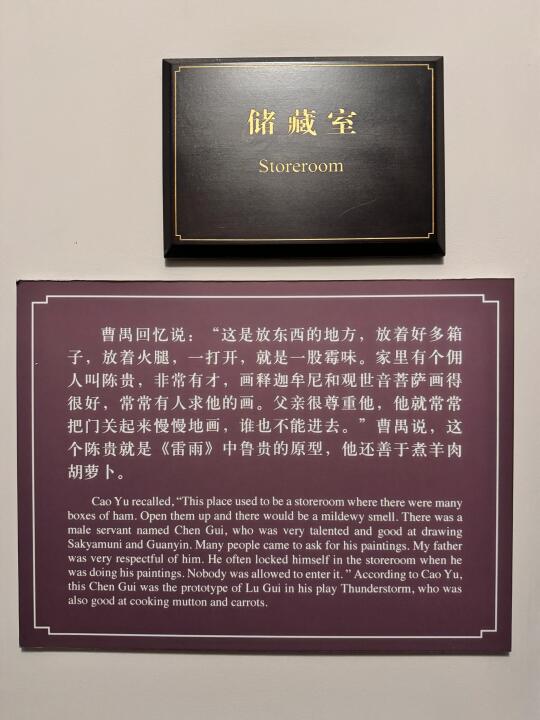 储藏室
Storeroom
曹禺回忆说：“这是放东西的地方，放着好多箱
子，放着火腿，一打开，就是一股霉味。家里有个佣
人叫陈贵，非常有才，画释迦牟尼和观世音菩萨画得
很好，常常有人求他的画。父亲很尊重他，他就常常
把门关起来慢慢地画，谁也不能进去。”曹禺说，这
个陈贵就是《雷雨》中鲁贵的原型，他还善于煮羊肉
胡萝卜。
Cao Yu recalled, “This place used to be a storeroom where there were many
boxes of ham. Open them up and there would be a mildewy smell. There was a
male servant named Chen Gui, who was very talented and good at drawing
Sakyamuni and Guanyin. Many people came to ask for his paintings. My father
was very respectful of him. He often locked himself in the storeroom when he
was doing his paintings. Nobody was allowed to enter it. ” According to Cao Yu,
this Chen Gui was the prototype of Lu Gui in his play Thunderstorm, who was
also good at cooking mutton and carrots.